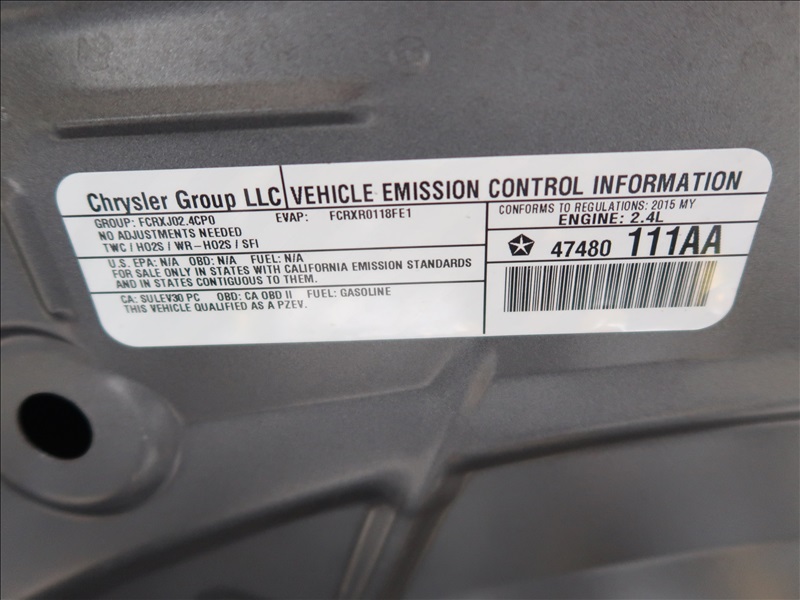 Chrysler Group LLC VEHICLE EMISSION CONTROL INFORMATION
GROUP: FCRXJ02.4CP0 EVAP: FCRXR0118FE1
NO ADJUSTMENTS NEEDED
TWC / HO2S / WR-HO2S / SFI
CONFORMS TO REGULATIONS: 2015 MY
ENGINE: 2.4L
U.S. EPA: N/A OBD: N/A FUEL: N/A
FOR SALE ONLY IN STATES WITH CALIFORNIA EMISSION STANDARDS
AND IN STATES CONTIGUOUS TO THEM.
47480 111AA
CA: SULEV30 PC OBD: CA OBD II FUEL: GASOLINE
THIS VEHICLE QUALIFIED AS A PZEV.